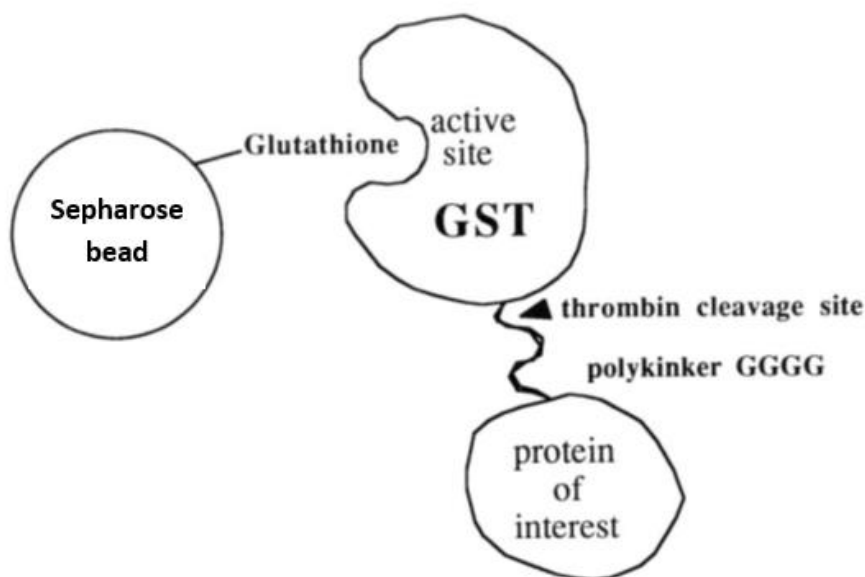 active
site
Glutathione
GST
Sepharose
bead
thrombin cleavage site
polykinker GGGG
protein
of
interest